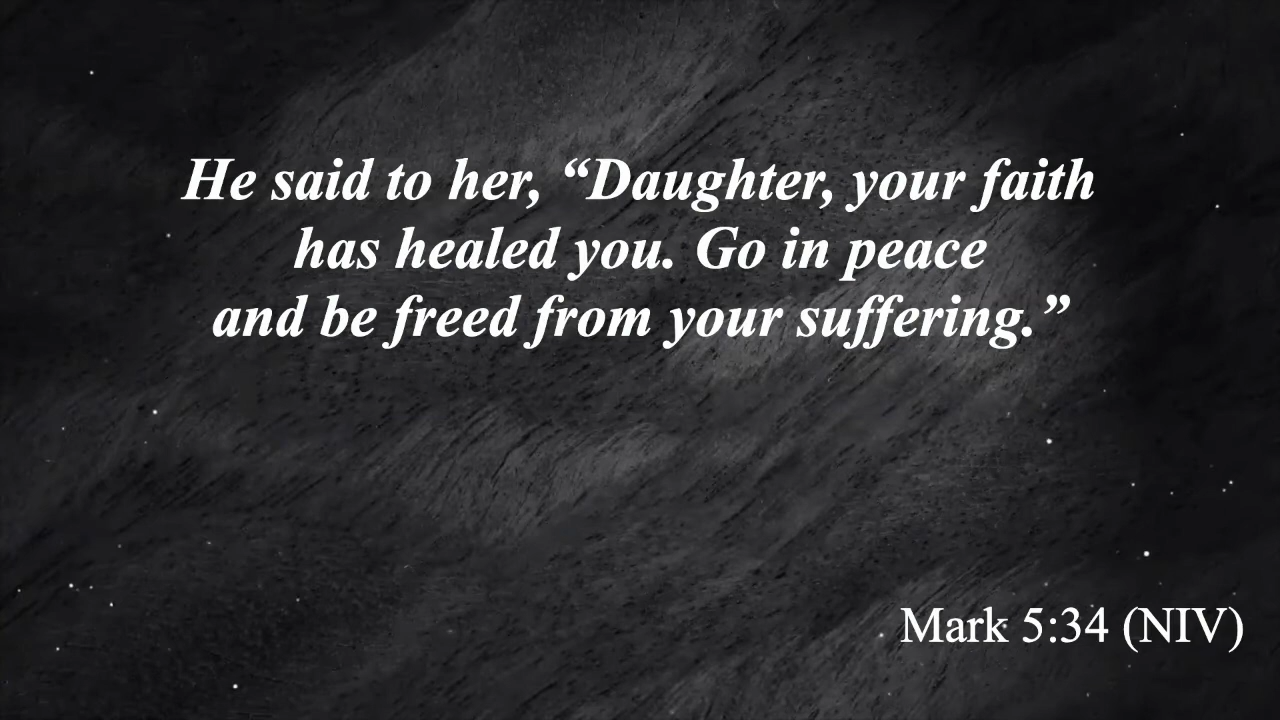 He said to her, “Daughter, your faith
has healed you. Go in peace
and be freed from your suffering.”
Mark 5:34 (NIV)